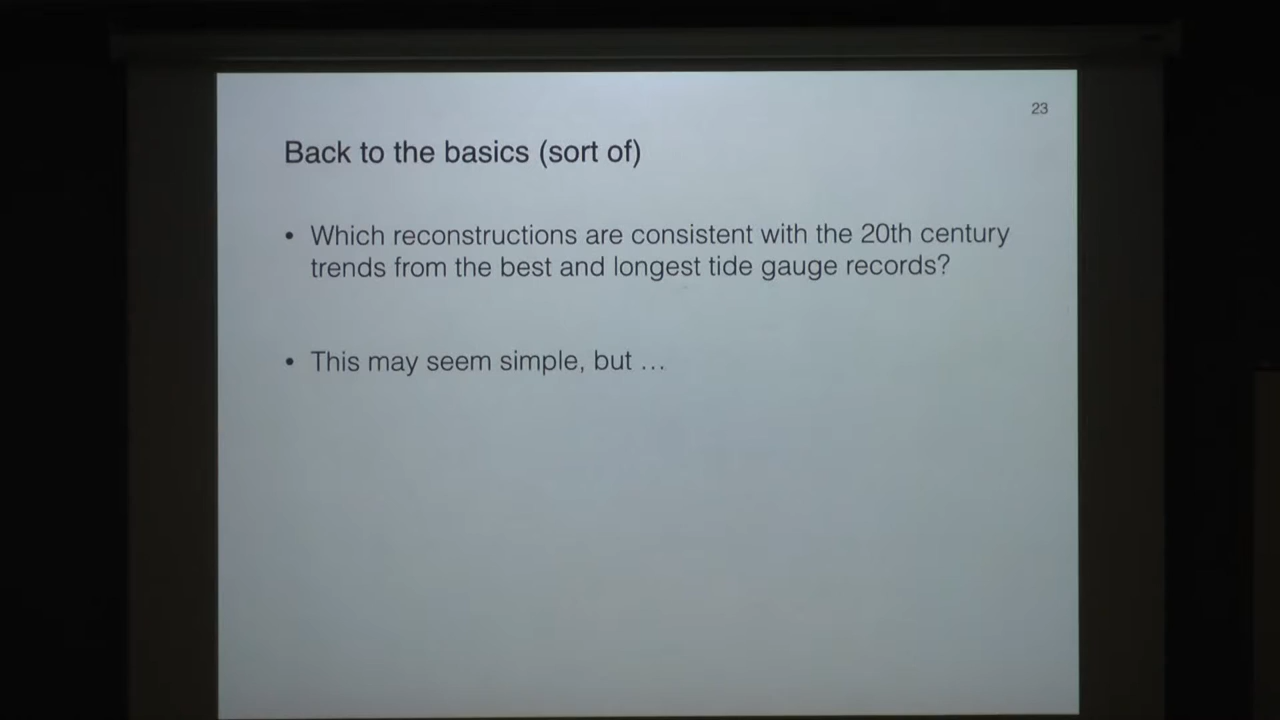 23
Back to the basics (sort of)
• Which reconstructions are consistent with the 20th century
trends from the best and longest tide gauge records?
• This may seem simple, but …